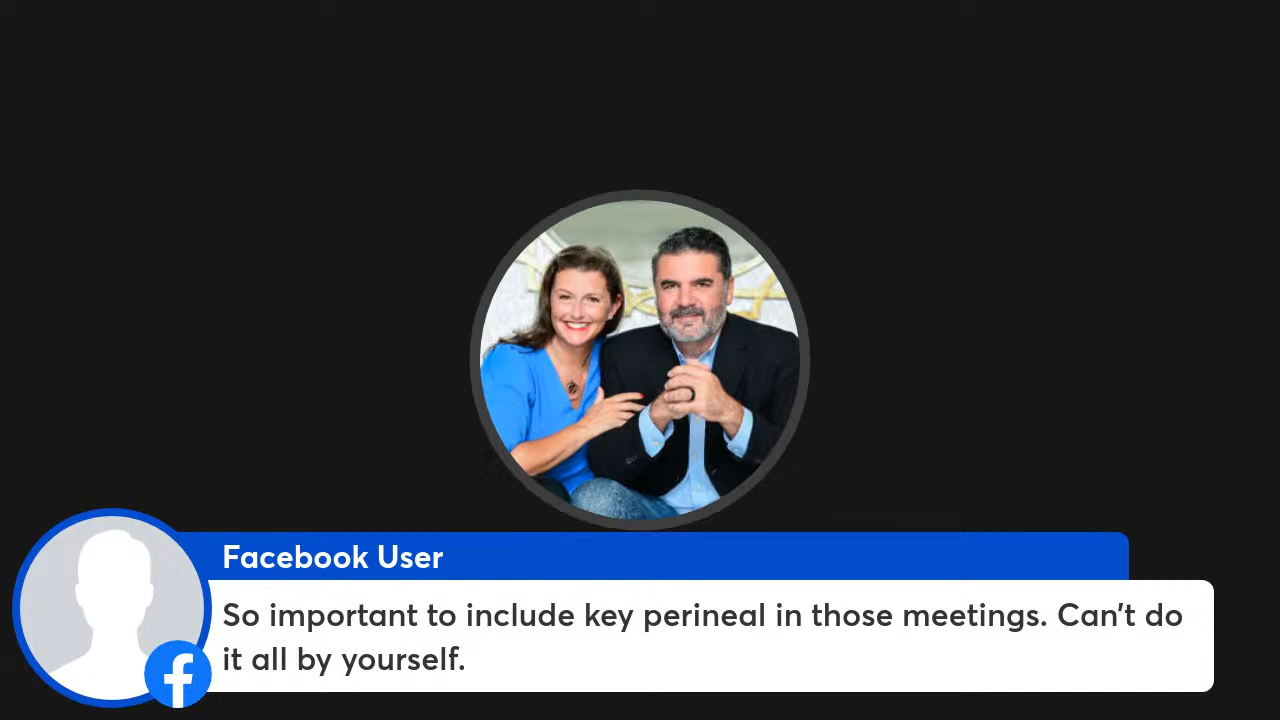 Facebook User
So important to include key perineal in those meetings. Can't do
it all by yourself.